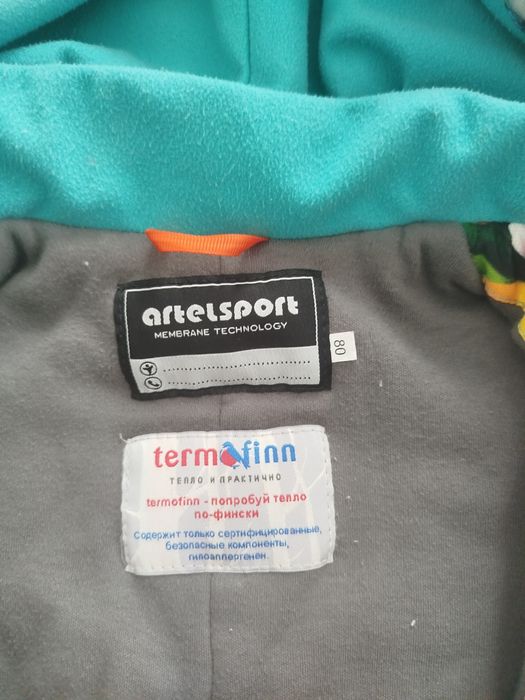 artelsport
MEMBRANE TECHNOLOGY
80
termofinn
ТЕПЛО И ПРАКТИЧНО
termofinn - попробуй тепло
по-фински
Содержит только сертифицированные,
безопасные компоненты,
гипоаллергенен.